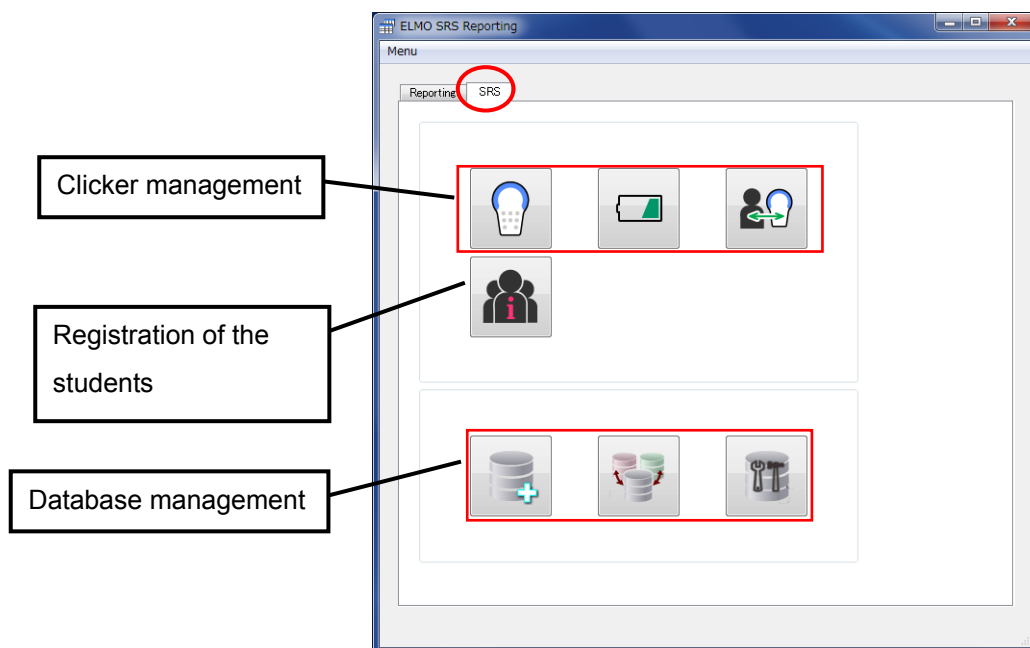 ELMO SRS Reporting
Menu
Reporting
SRS
Clicker management
Registration of the
students
i
Database management